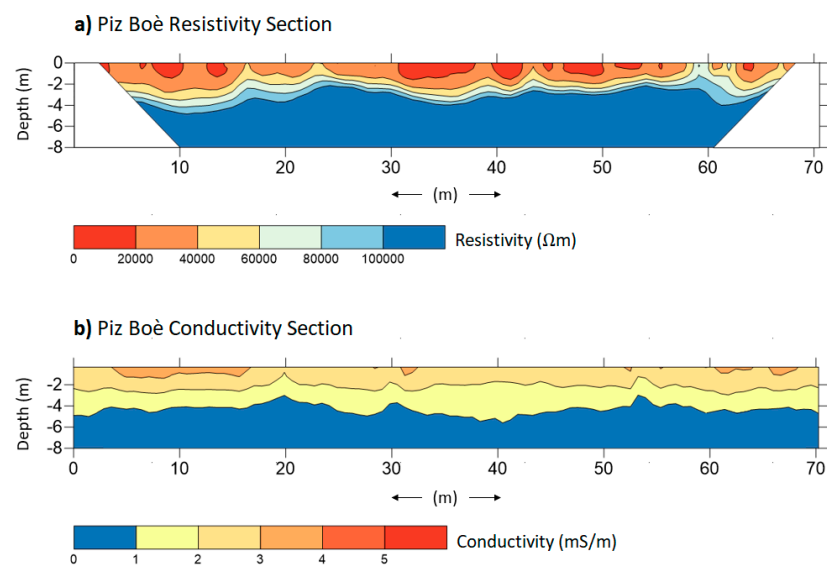 a) Piz Boè Resistivity Section
Depth (m)
0
-2
-4
-6
-8
10 20 30 40 50 60 70
(m)
0 20000 40000 60000 80000 100000
Resistivity (Ωm)
b) Piz Boè Conductivity Section
Depth (m)
-2
-4
-6
-8
0 10 20 30 40 50 60 70
(m)
0 1 2 3 4 5
Conductivity (mS/m)